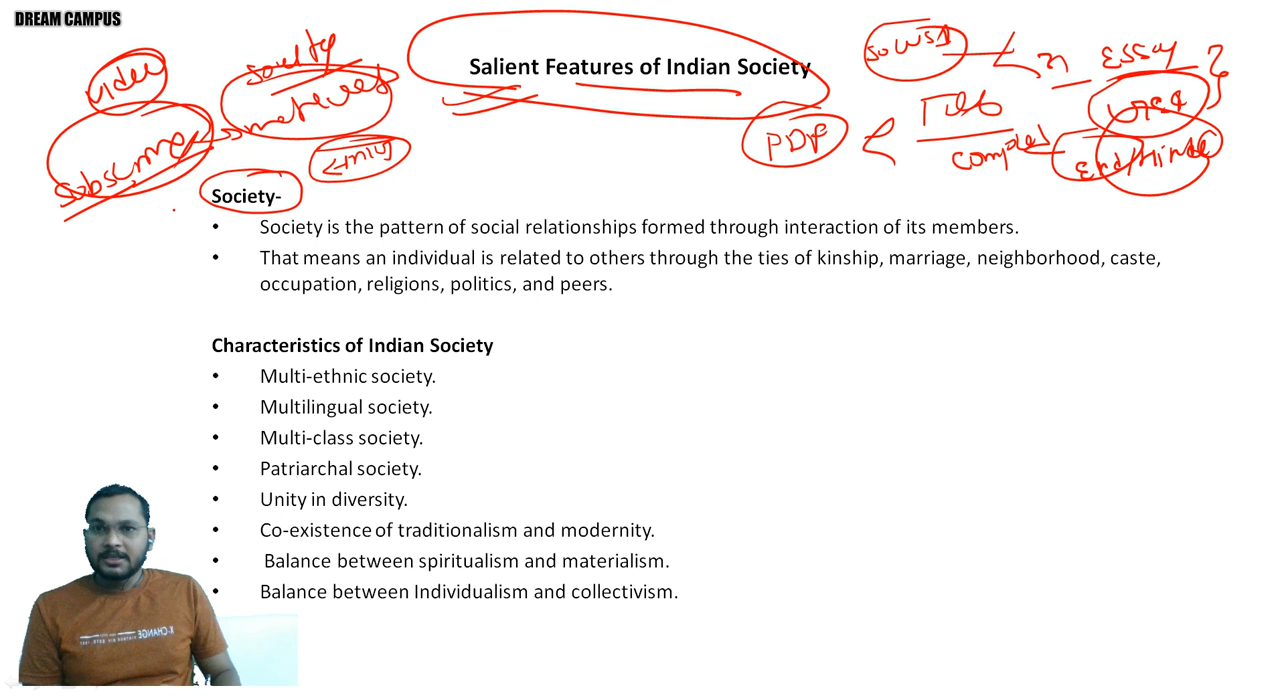 DREAM CAMPUS
Salient Features of Indian Society
video
society
Essay
PDF
Society-
• Society is the pattern of social relationships formed through interaction of its members.
• That means an individual is related to others through the ties of kinship, marriage, neighborhood, caste,
occupation, religions, politics, and peers.
Characteristics of Indian Society
• Multi-ethnic society.
• Multilingual society.
• Multi-class society.
• Patriarchal society.
• Unity in diversity.
• Co-existence of traditionalism and modernity.
• Balance between spiritualism and materialism.
• Balance between Individualism and collectivism.